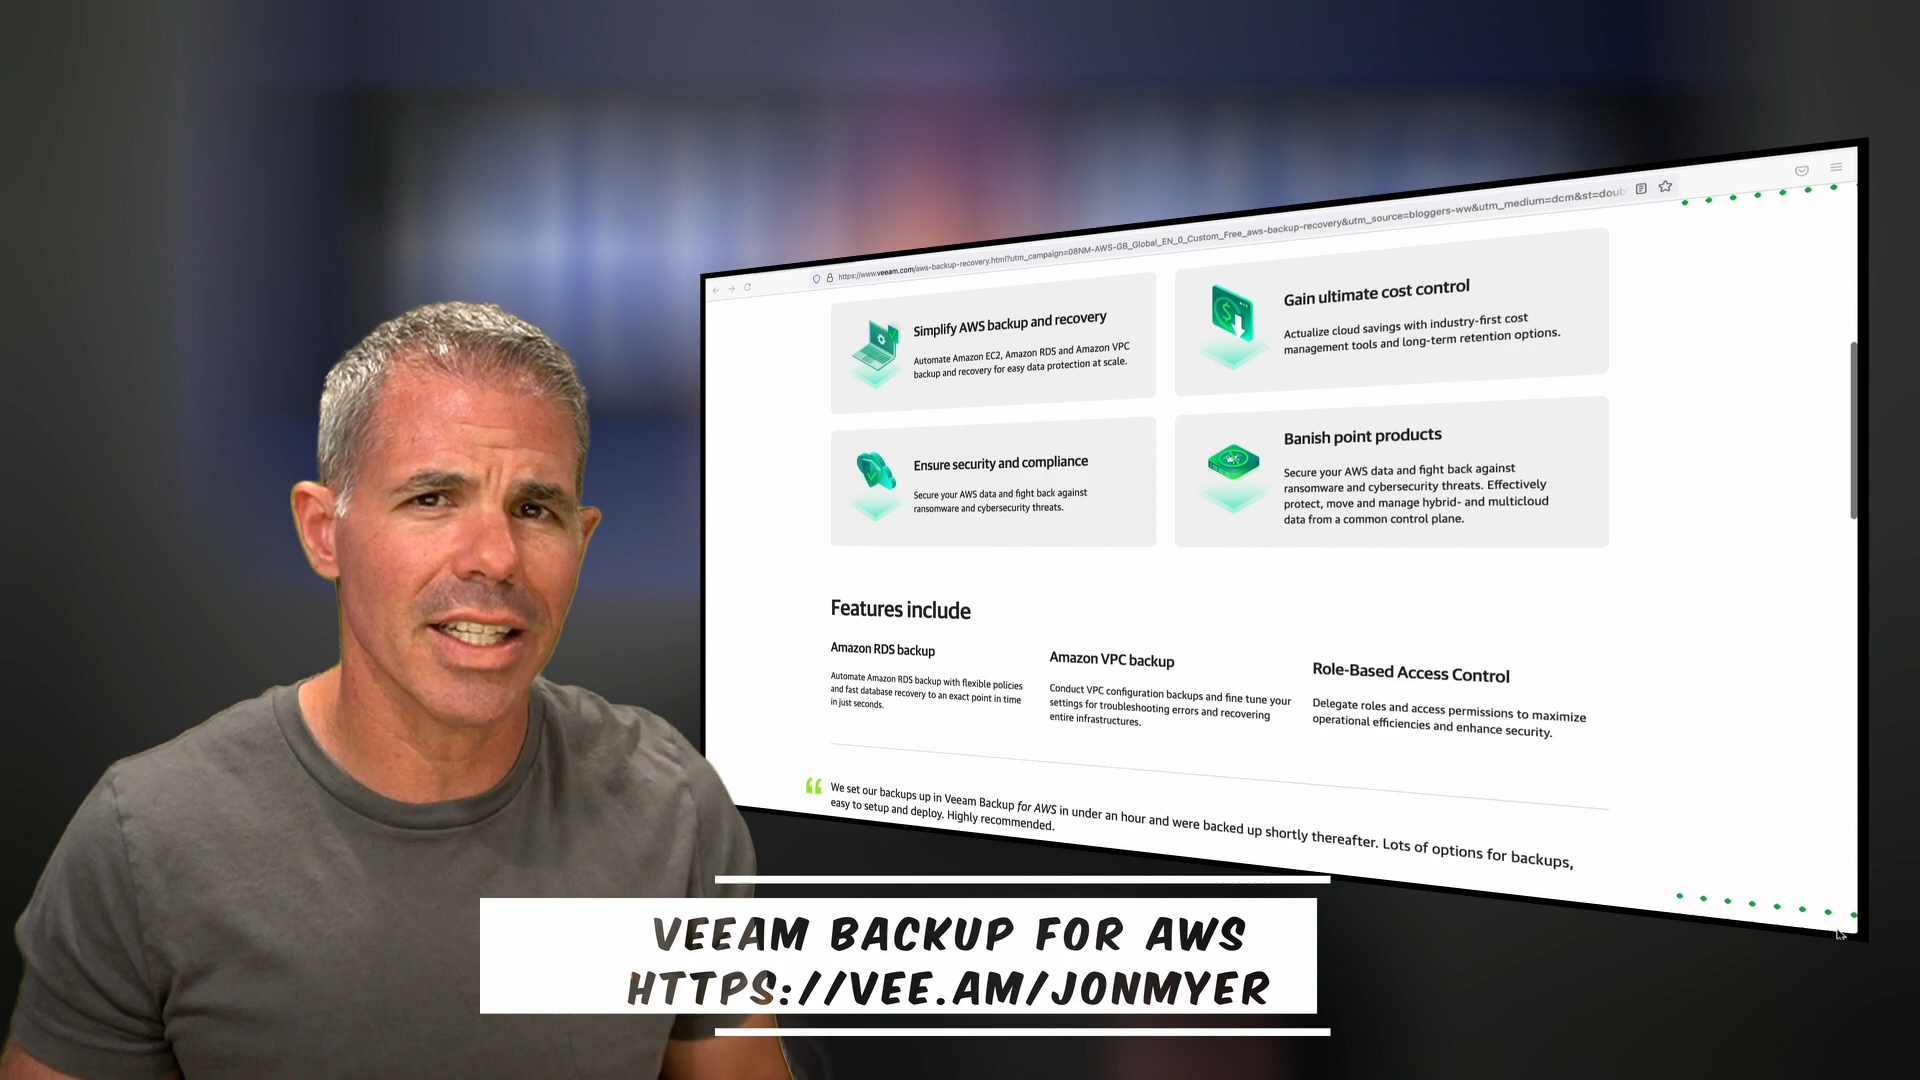 https://www.veeam.com/aws-backup-recovery.html?utm_campaign=08NM-AWS-GB_Global_EN_0_Custom_Free_aws-backup-recovery&utm_source=bloggers-ww&utm_medium=dcm&st=doub
Simplify AWS backup and recovery
Automate Amazon EC2, Amazon RDS and Amazon VPC
backup and recovery for easy data protection at scale.
Gain ultimate cost control
Actualize cloud savings with industry-first cost
management tools and long-term retention options.
Ensure security and compliance
Secure your AWS data and fight back against
ransomware and cybersecurity threats.
Banish point products
Secure your AWS data and fight back against
ransomware and cybersecurity threats. Effectively
protect, move and manage hybrid- and multicloud
data from a common control plane.
Features include
Amazon RDS backup
Automate Amazon RDS backup with flexible policies
and fast database recovery to an exact point in time
in just seconds.
Amazon VPC backup
Conduct VPC configuration backups and fine tune your
settings for troubleshooting errors and recovering
entire infrastructures.
Role-Based Access Control
Delegate roles and access permissions to maximize
operational efficiencies and enhance security.
We set our backups up in Veeam Backup for AWS in under an hour and were backed up shortly thereafter. Lots of options for backups,
easy to setup and deploy. Highly recommended.
VEEAM BACKUP FOR AWS
HTTPS://VEE.AM/JONMYER